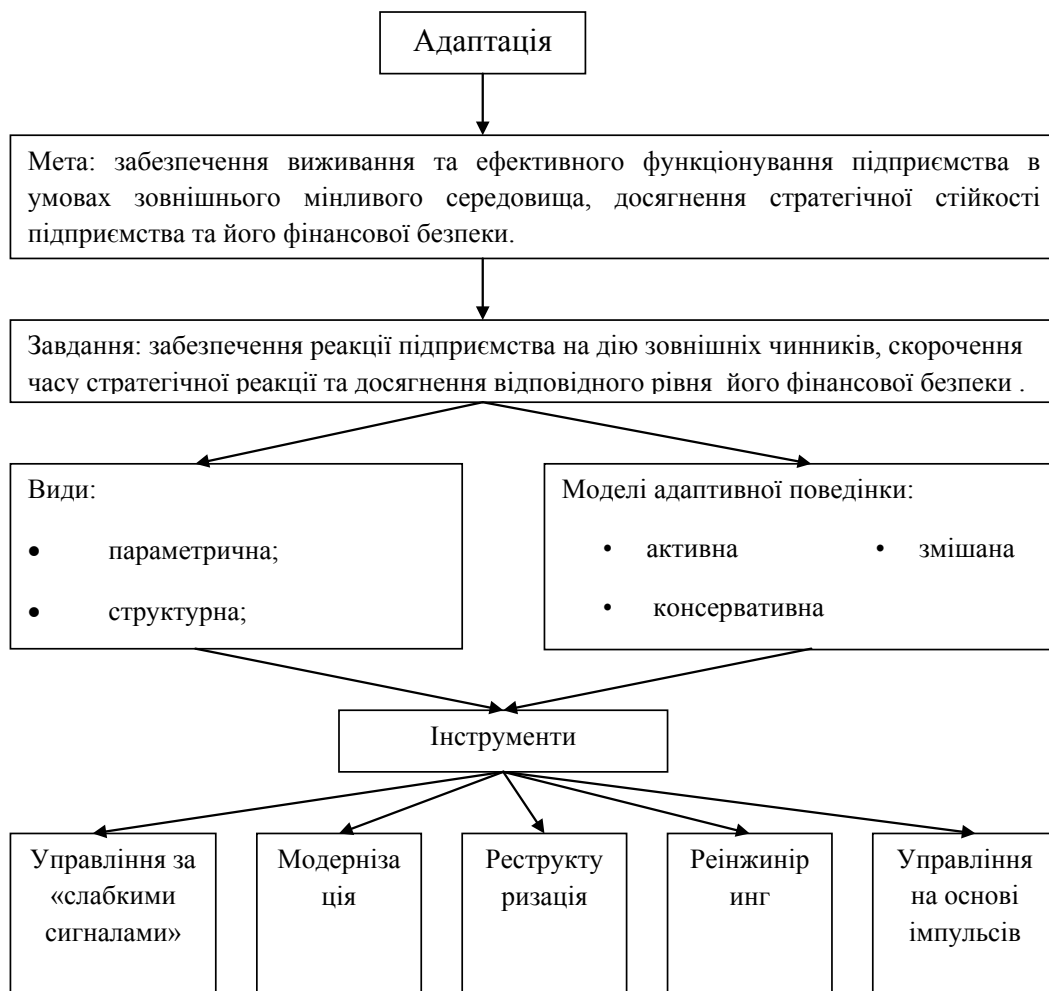 Адаптація
Мета: забезпечення виживання та ефективного функціонування підприємства в
умовах зовнішнього мінливого середовища, досягнення стратегічної стійкості
підприємства та його фінансової безпеки.
Завдання: забезпечення реакції підприємства на дію зовнішніх чинників, скорочення
часу стратегічної реакції та досягнення відповідного рівня його фінансової безпеки .
Види:
• параметрична;
• структурна;
Моделі адаптивної поведінки:
• активна • змішана
• консервативна
Інструменти
Управління за
«слабкими
сигналами»
Модерніза
ція
Реструкту
ризація
Реінжинір
инг
Управління
на основі
імпульсів